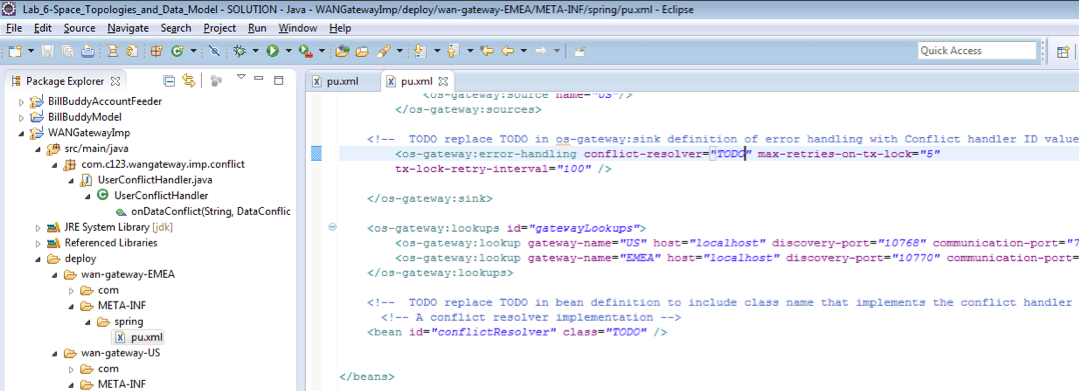 Lab_6-Space_Topologies_and_Data_Model - SOLUTION - Java - WANGatewayImp/deploy/wan-gateway-EMEA/META-INF/spring/pu.xml - Eclipse
File Edit Source Navigate Search Project Run Window Help
Quick Access
Package Explorer
BillBuddyAccountFeeder
BillBuddyModel
WANGatewayImp
src/main/java
com.c123.wangateway.imp.conflict
UserConflictHandler.java
UserConflictHandler
onDataConflict(String, DataConflic
JRE System Library [jdk]
Referenced Libraries
deploy
wan-gateway-EMEA
com
META-INF
spring
pu.xml
wan-gateway-US
com
META-INF
pu.xml pu.xml
<os-gateway:source name="US"/>
</os-gateway:sources>
<!-- TODO replace TODO in os-gateway:sink definition of error handling with Conflict handler ID value
<os-gateway:error-handling conflict-resolver="TODO" max-retries-on-tx-lock="5"
tx-lock-retry-interval="100" />
</os-gateway:sink>
<os-gateway:lookups id="gatewayLookups">
<os-gateway:lookup gateway-name="US" host="localhost" discovery-port="10768" communication-port="7
<os-gateway:lookup gateway-name="EMEA" host="localhost" discovery-port="10770" communication-port=
</os-gateway:lookups>
<!-- TODO replace TODO in bean definition to include class name that implements the conflict handler
<!-- A conflict resolver implementation -->
<bean id="conflictResolver" class="TODO" />
</beans>